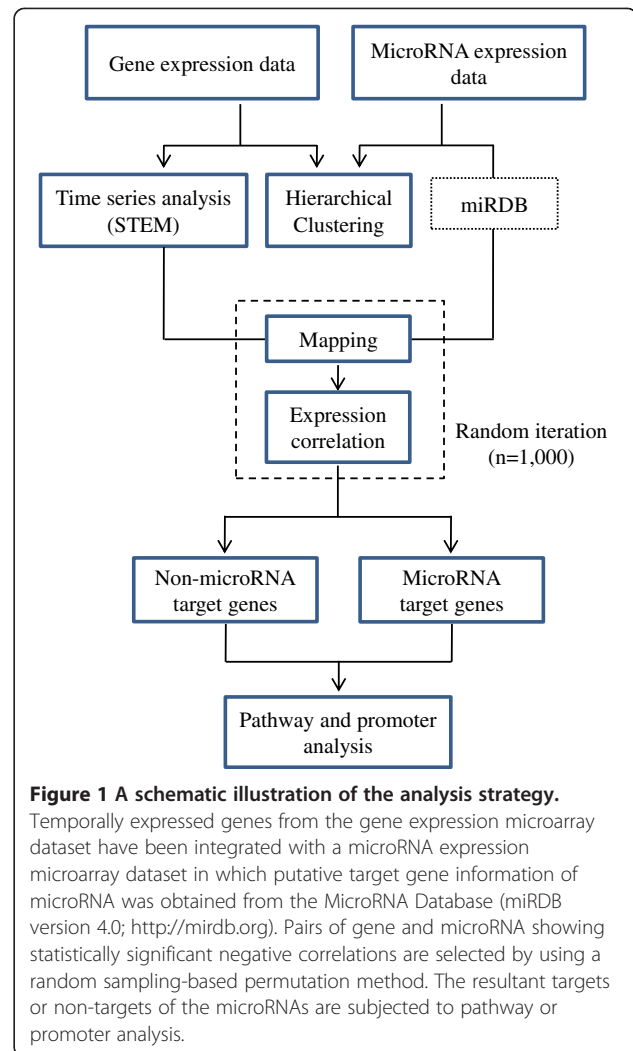 Gene expression data
MicroRNA expression
data
Time series analysis
(STEM)
Hierarchical
Clustering
miRDB
Mapping
Expression
correlation
Random iteration
(n=1,000)
Non-microRNA
target genes
MicroRNA
target genes
Pathway and promoter
analysis
Figure 1 A schematic illustration of the analysis strategy.
Temporally expressed genes from the gene expression microarray
dataset have been integrated with a microRNA expression
microarray dataset in which putative target gene information of
microRNA was obtained from the MicroRNA Database (miRDB
version 4.0; http://mirdb.org). Pairs of gene and microRNA showing
statistically significant negative correlations are selected by using a
random sampling-based permutation method. The resultant targets
or non-targets of the microRNAs are subjected to pathway or
promoter analysis.